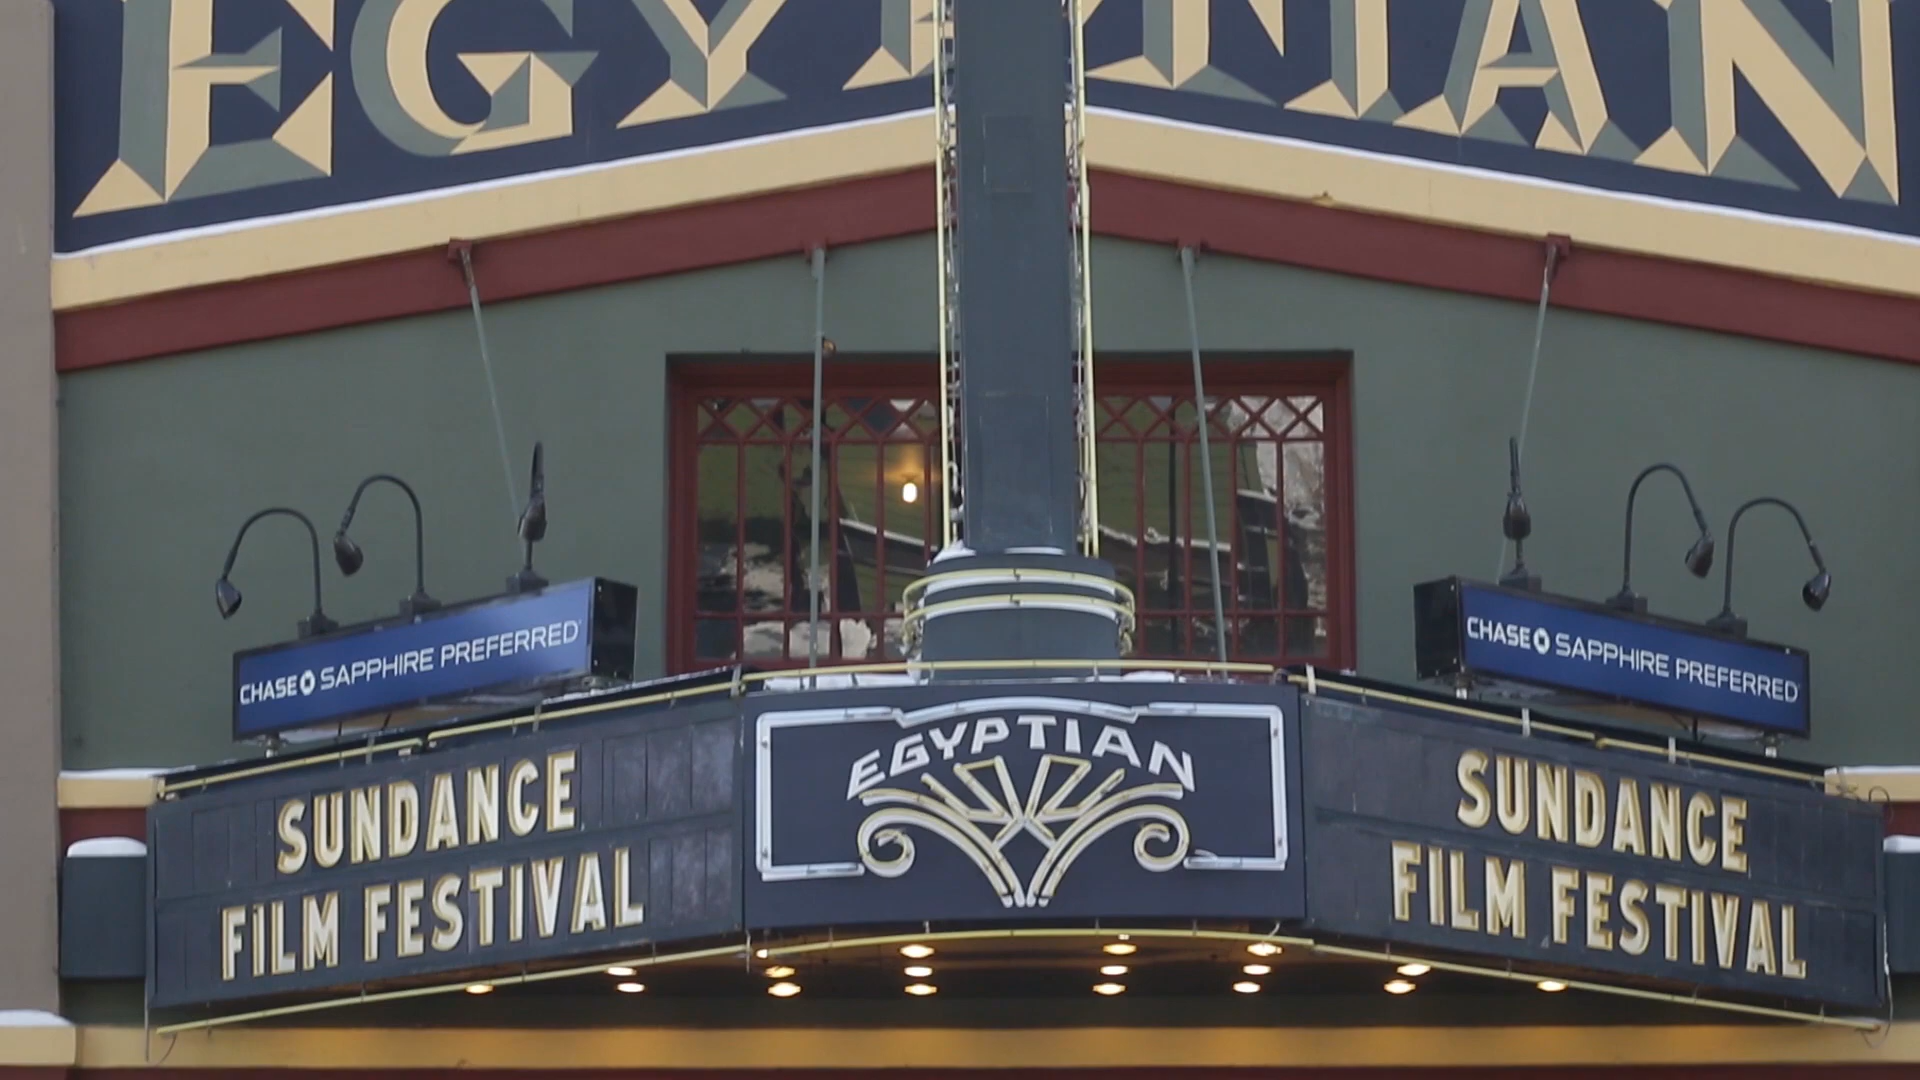 EGYPTIAN
CHASE SAPPHIRE PREFERRED
CHASE SAPPHIRE PREFERRED
EGYPTIAN
SUNDANCE
FILM FESTIVAL
SUNDANCE
FILM FESTIVAL